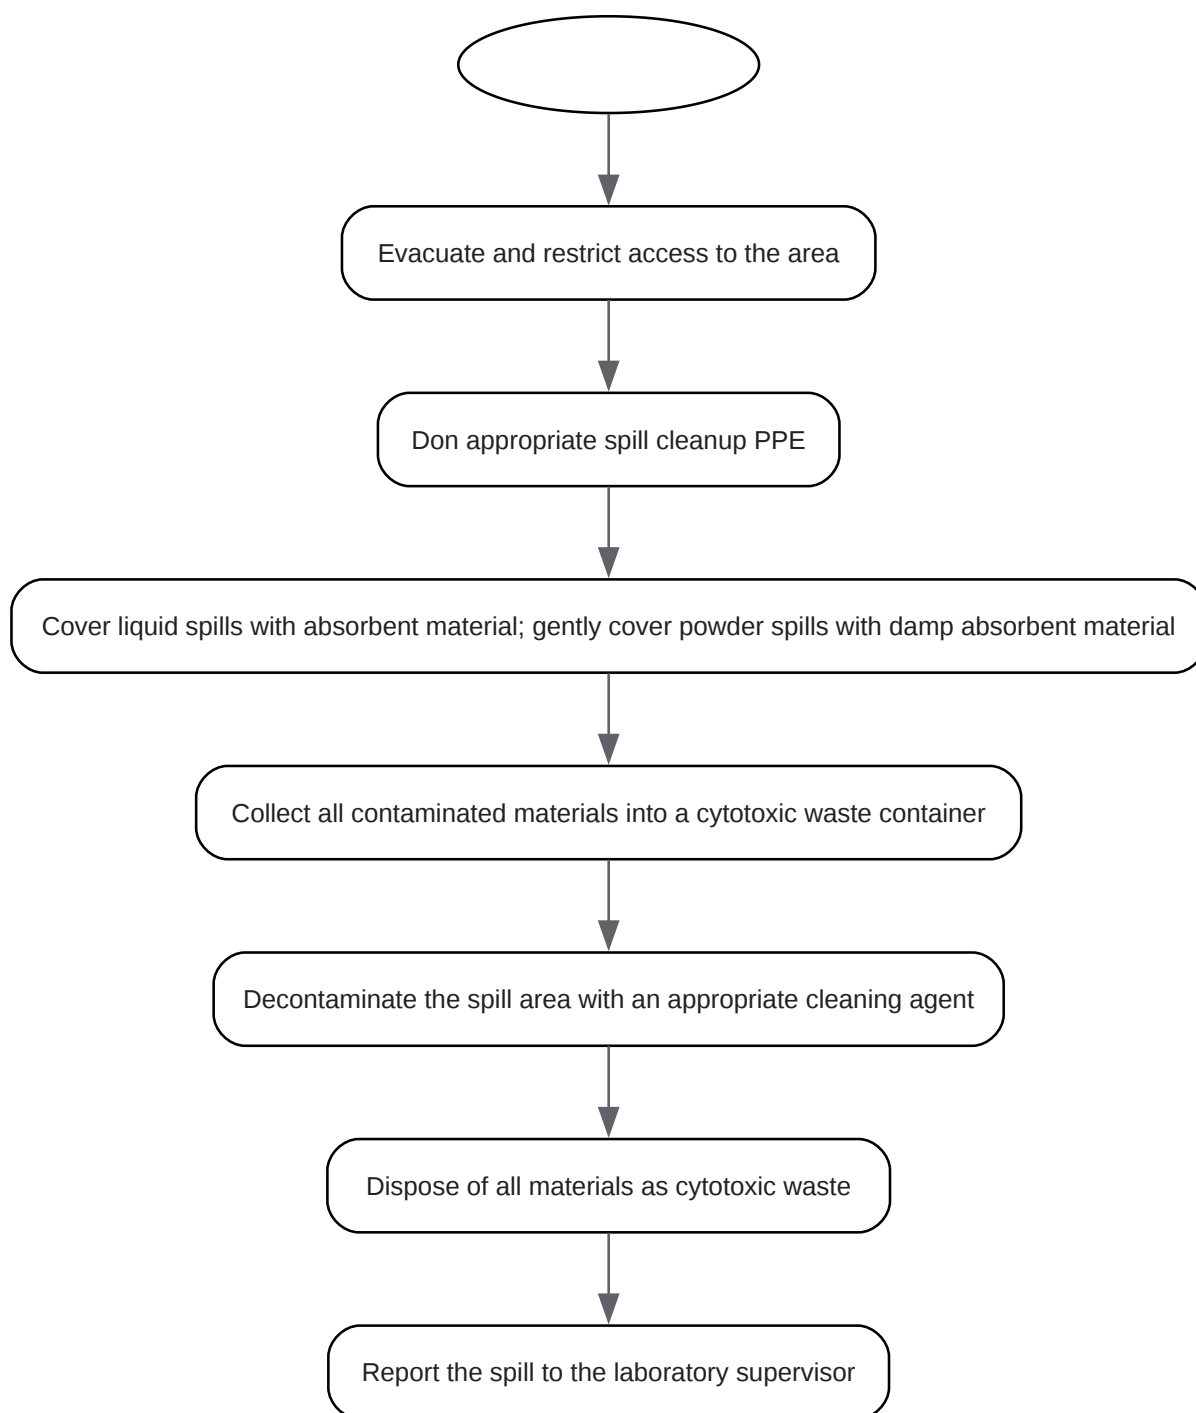 Evacuate and restrict access to the area
Don appropriate spill cleanup PPE
Cover liquid spills with absorbent material; gently cover powder spills with damp absorbent material
Collect all contaminated materials into a cytotoxic waste container
Decontaminate the spill area with an appropriate cleaning agent
Dispose of all materials as cytotoxic waste
Report the spill to the laboratory supervisor